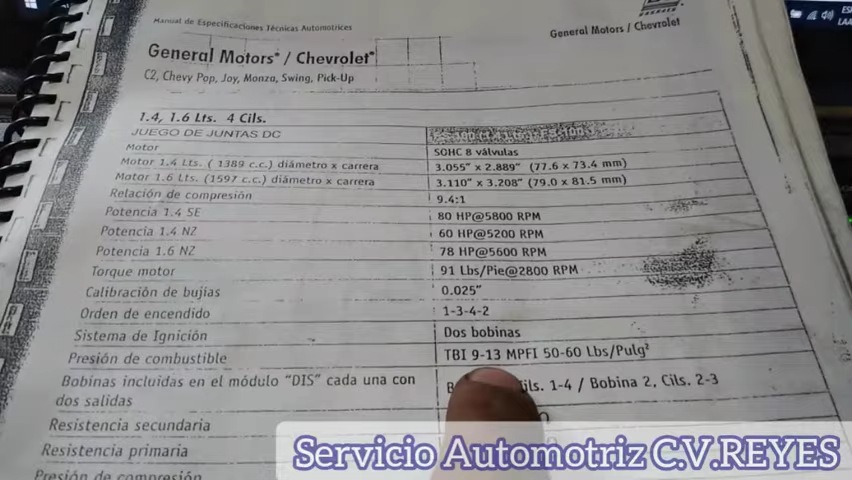 Manual de Especificaciones Técnicas Automotrices
General Motors / Chevrolet
General Motors* / Chevrolet*
C2, Chevy Pop, Joy, Monza, Swing, Pick-Up
1.4, 1.6 Lts. 4 Cils.
JUEGO DE JUNTAS DC
Motor SOHC 8 válvulas
Motor 1.4 Lts. ( 1389 c.c.) diámetro x carrera 3.055" x 2.889" (77.6 x 73.4 mm)
Motor 1.6 Lts. (1597 c.c.) diámetro x carrera 3.110" x 3.208" (79.0 x 81.5 mm)
Relación de compresión 9.4:1
Potencia 1.4 SE 80 HP@5800 RPM
Potencia 1.4 NZ 60 HP@5200 RPM
Potencia 1.6 NZ 78 HP@5600 RPM
Torque motor 91 Lbs/Pie@2800 RPM
Calibración de bujias 0.025"
Orden de encendido 1-3-4-2
Sistema de Ignición Dos bobinas
Presión de combustible TBI 9-13 MPFI 50-60 Lbs/Pulg²
Bobinas incluidas en el módulo "DIS" cada una con Cils. 1-4 / Bobina 2, Cils. 2-3
dos salidas
Resistencia secundaria
Resistencia primaria
Presión de compresión
Servicio Automotriz C.V.REYES